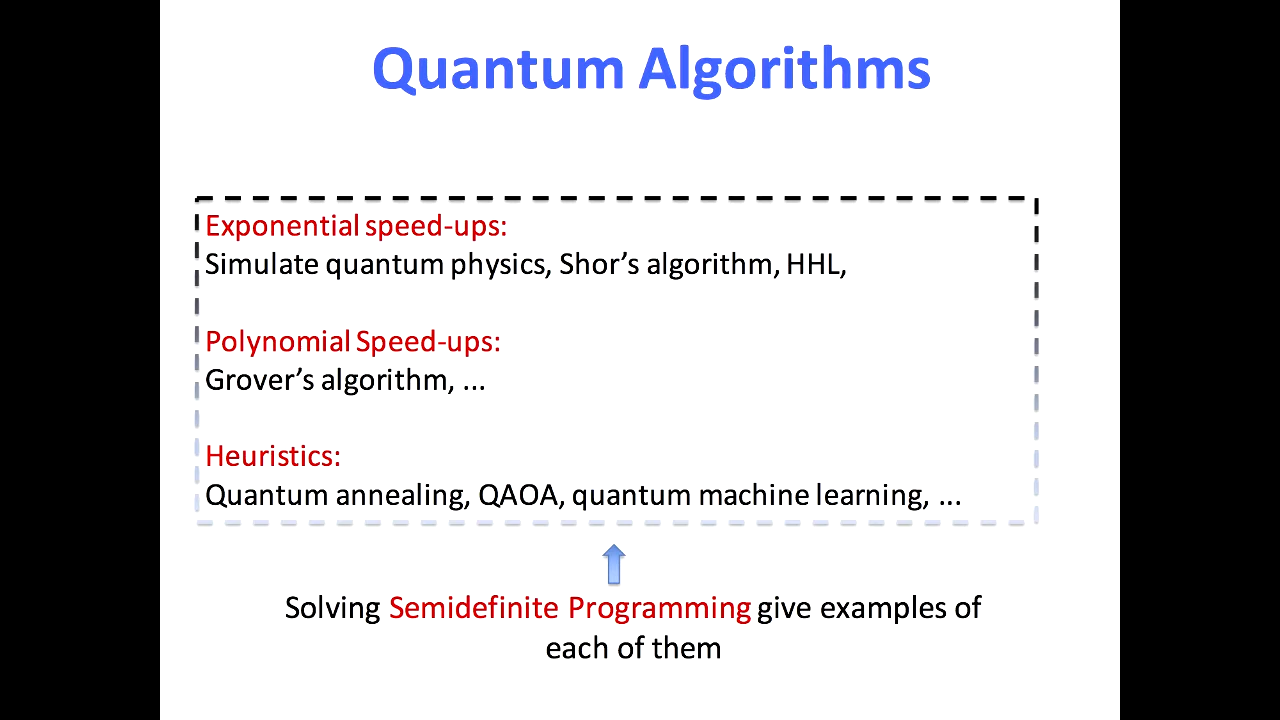 Quantum Algorithms
Exponential speed-ups:
Simulate quantum physics, Shor’s algorithm, HHL,
Polynomial Speed-ups:
Grover’s algorithm, ...
Heuristics:
Quantum annealing, QAOA, quantum machine learning, ...
Solving Semidefinite Programming give examples of
each of them